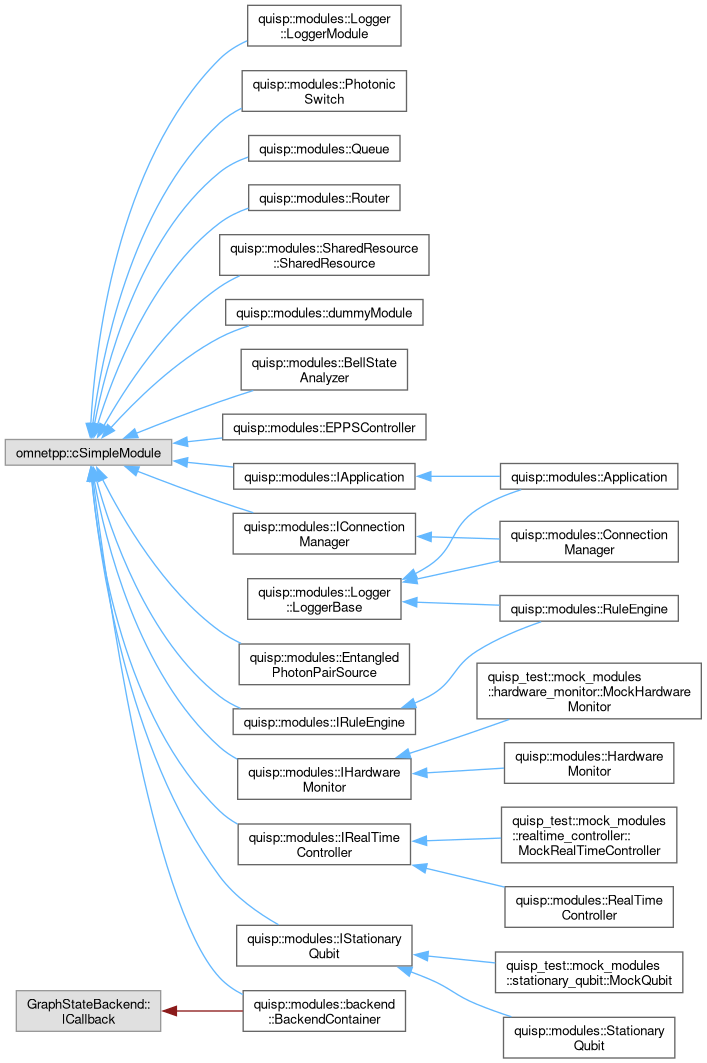 quisp::modules::Logger
::LoggerModule
quisp::modules::Photonic
Switch
quisp::modules::Queue
quisp::modules::Router
quisp::modules::SharedResource
::SharedResource
quisp::modules::dummyModule
quisp::modules::BellState
Analyzer
quisp::modules::EPPSController
omnetpp::cSimpleModule
quisp::modules::IApplication
quisp::modules::Application
quisp::modules::IConnection
Manager
quisp::modules::Connection
Manager
quisp::modules::Logger
::LoggerBase
quisp::modules::RuleEngine
quisp::modules::Entangled
PhotonPairSource
quisp::modules::IRuleEngine
quisp_test::mock_modules
::hardware_monitor::MockHardware
Monitor
quisp::modules::IHardware
Monitor
quisp::modules::Hardware
Monitor
quisp::modules::IRealTime
Controller
quisp_test::mock_modules
::realtime_controller::
MockRealTimeController
quisp::modules::RealTime
Controller
quisp::modules::IStationary
Qubit
quisp_test::mock_modules
::stationary_qubit::MockQubit
GraphStateBackend::
ICallback
quisp::modules::backend
::BackendContainer
quisp::modules::Stationary
Qubit